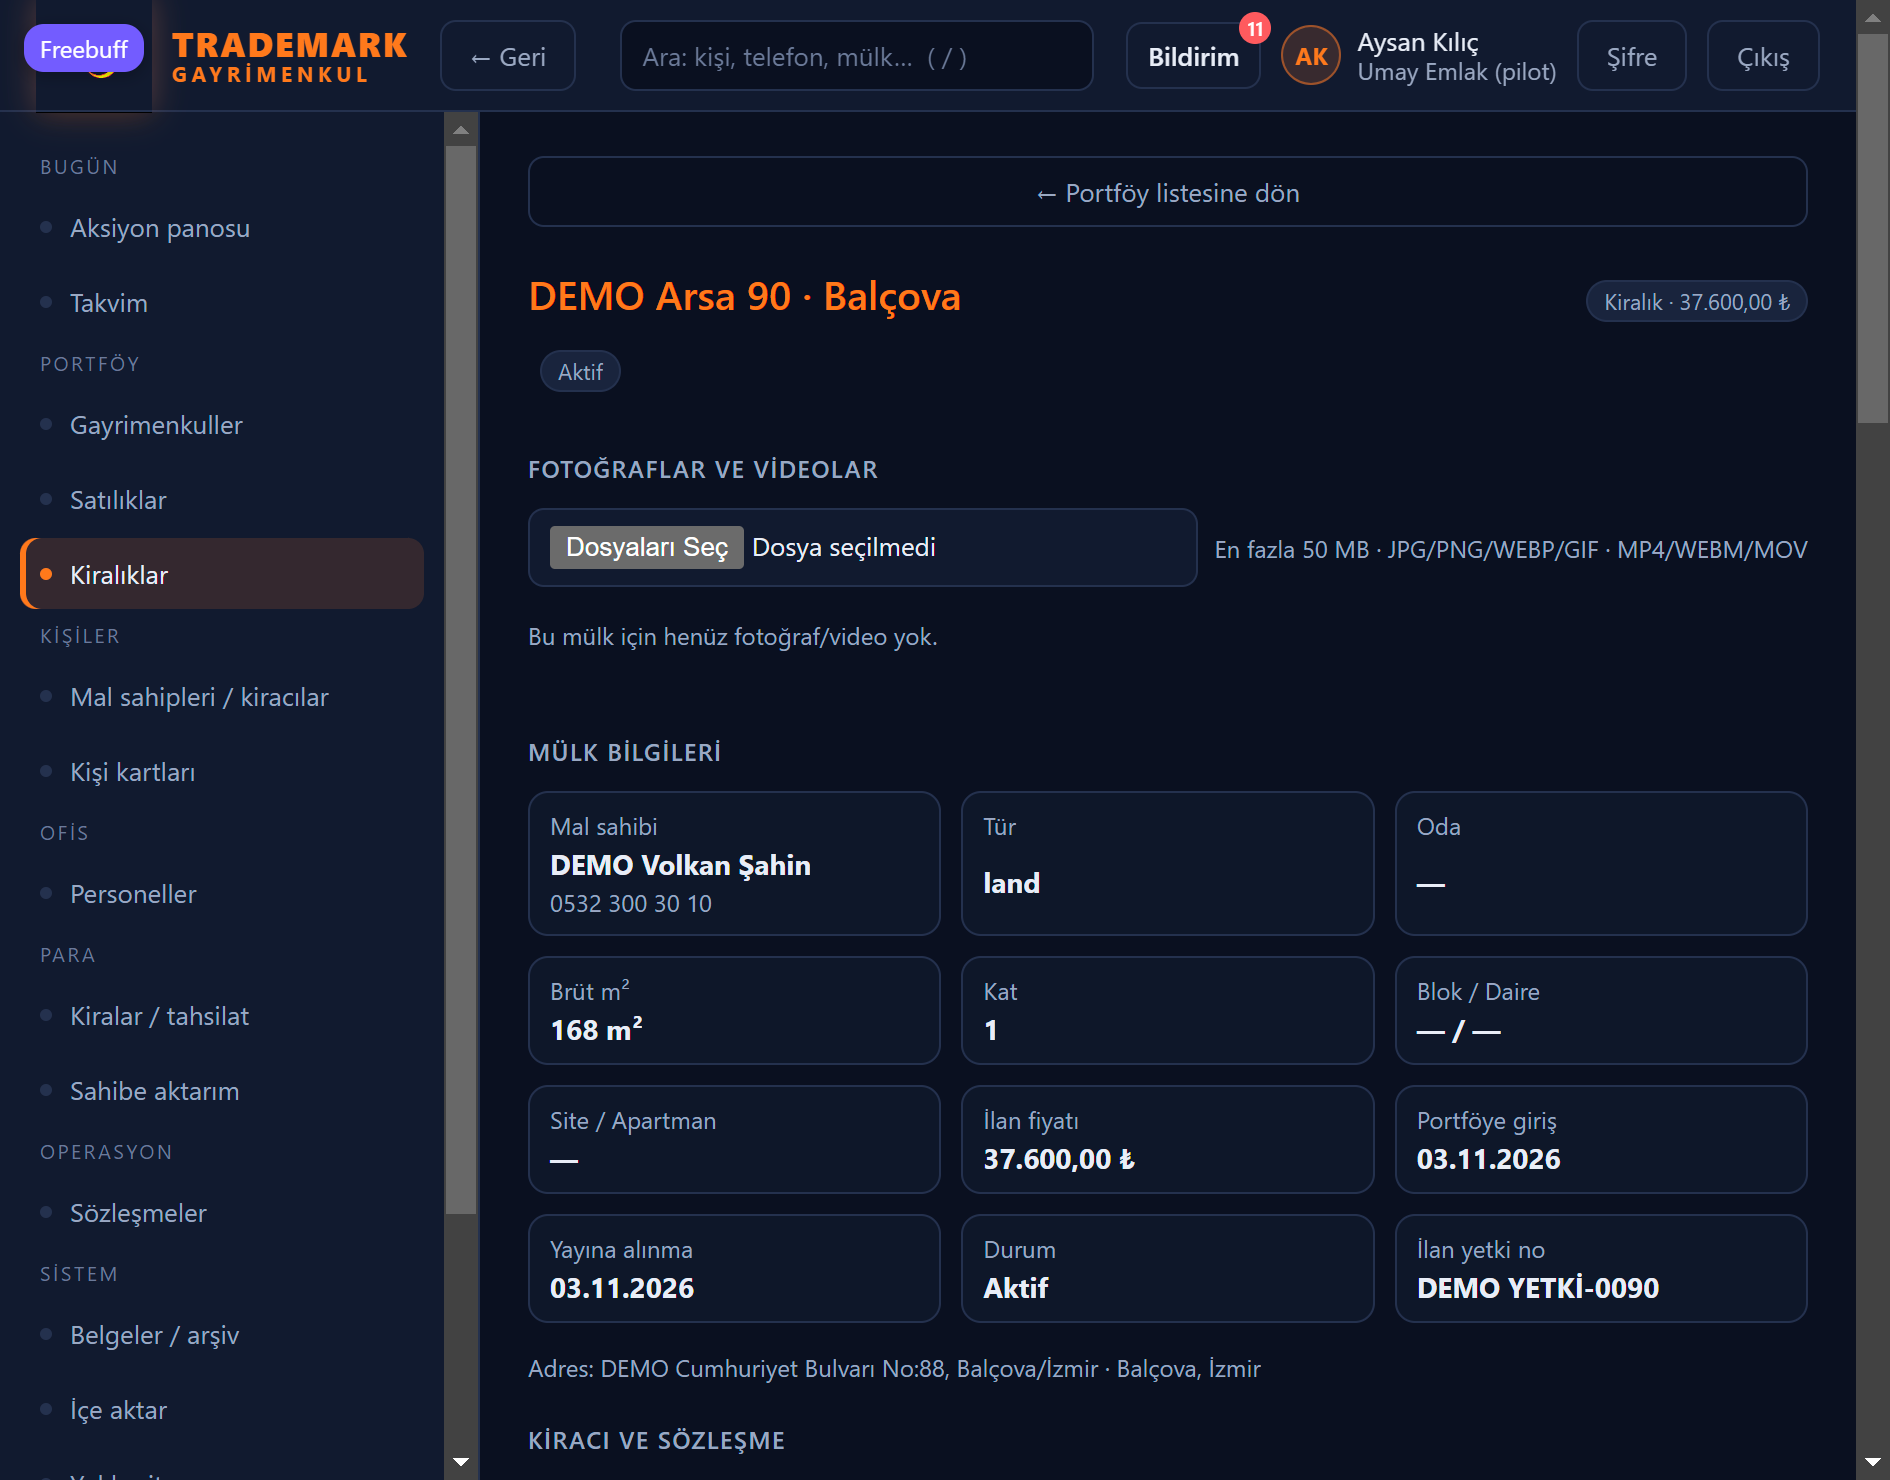 Freebuff
TRADEMARK
GAYRİMENKUL
← Geri
Ara: kişi, telefon, mülk... ( / )
Bildirim
11
AK
Aysan Kılıç
Umay Emlak (pilot)
Şifre
Çıkış
BUGÜN
Aksiyon panosu
Takvim
PORTFÖY
Gayrimenkuller
Satılıklar
Kiralıklar
KİŞİLER
Mal sahipleri / kiracılar
Kişi kartları
OFİS
Personeller
PARA
Kiralar / tahsilat
Sahibe aktarım
OPERASYON
Sözleşmeler
SİSTEM
Belgeler / arşiv
İçe aktar
← Portföy listesine dön
DEMO Arsa 90 · Balçova
Kiralık · 37.600,00 ₺
Aktif
FOTOĞRAFLAR VE VİDEOLAR
Dosyaları Seç Dosya seçilmedi
En fazla 50 MB · JPG/PNG/WEBP/GIF · MP4/WEBM/MOV
Bu mülk için henüz fotoğraf/video yok.
MÜLK BİLGİLERİ
Mal sahibi
DEMO Volkan Şahin
0532 300 30 10
Tür
land
Oda
—
Brüt m²
168 m²
Kat
1
Blok / Daire
— / —
Site / Apartman
—
İlan fiyatı
37.600,00 ₺
Portföye giriş
03.11.2026
Yayına alınma
03.11.2026
Durum
Aktif
İlan yetki no
DEMO YETKİ-0090
Adres: DEMO Cumhuriyet Bulvarı No:88, Balçova/İzmir · Balçova, İzmir
KİRACI VE SÖZLEŞME